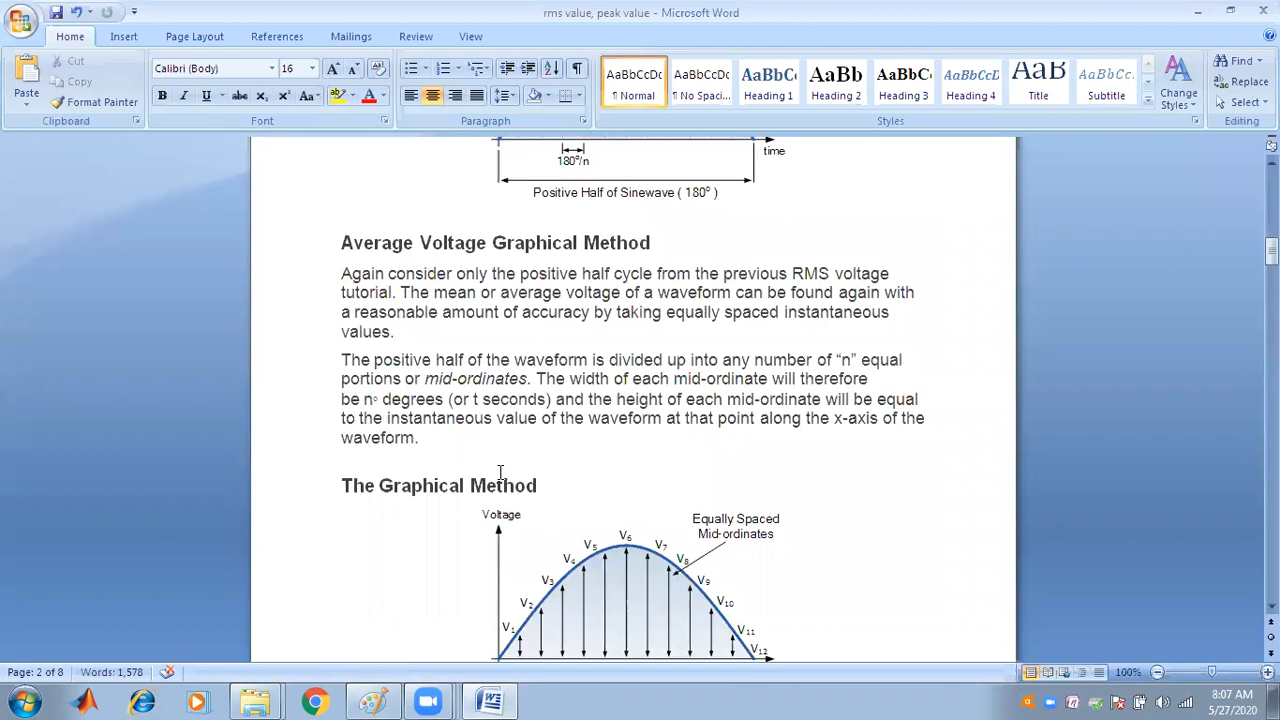 rms value, peak value - Microsoft Word
Home Insert Page Layout References Mailings Review View
Paste
Cut
Copy
Format Painter
Clipboard
Calibri (Body) 16
Font
Paragraph
AaBbCcDc
¶ Normal
AaBbCcDc
¶ No Spaci...
AaBbC
Heading 1
AaBb
Heading 2
AaBbC
Heading 3
AaBbCcD
Heading 4
AaB
Title
AaBbCcD
Subtitle
Change
Styles
Styles
Find
Replace
Select
Editing
time
180°/n
Positive Half of Sinewave ( 180° )
Average Voltage Graphical Method
Again consider only the positive half cycle from the previous RMS voltage
tutorial. The mean or average voltage of a waveform can be found again with
a reasonable amount of accuracy by taking equally spaced instantaneous
values.
The positive half of the waveform is divided up into any number of “n” equal
portions or mid-ordinates. The width of each mid-ordinate will therefore
be n° degrees (or t seconds) and the height of each mid-ordinate will be equal
to the instantaneous value of the waveform at that point along the x-axis of the
waveform.
The Graphical Method
Voltage
Equally Spaced
Mid-ordinates
V1
V2
V3
V4
V5
V6
V7
V8
V9
V10
V11
V12
Page: 2 of 8 Words: 1,578
100%
8:07 AM
5/27/2020